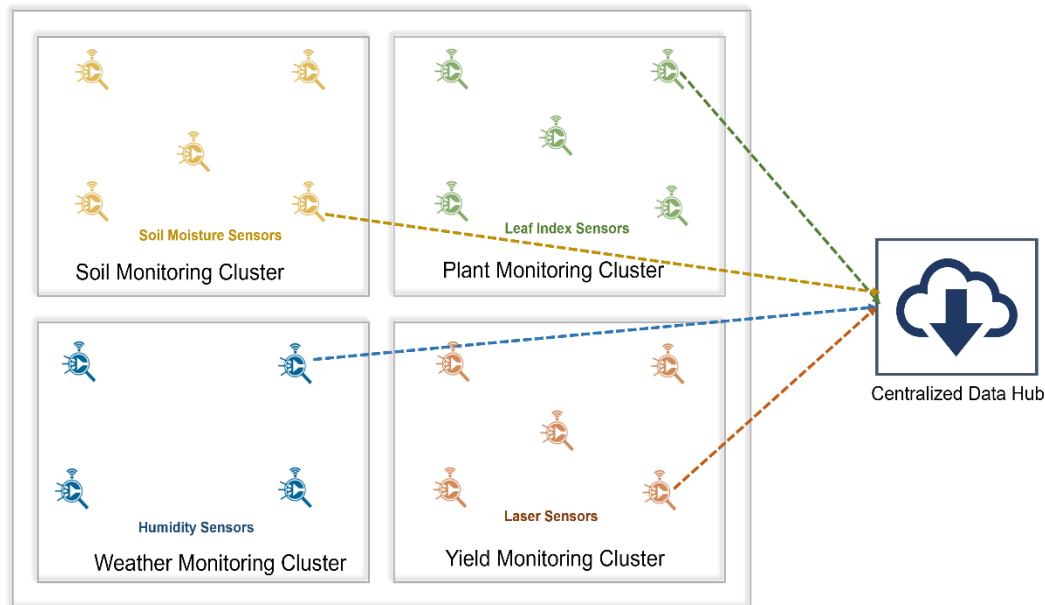 Soil Moisture Sensors
Soil Monitoring Cluster
Leaf Index Sensors
Plant Monitoring Cluster
Humidity Sensors
Weather Monitoring Cluster
Laser Sensors
Yield Monitoring Cluster
Centralized Data Hub